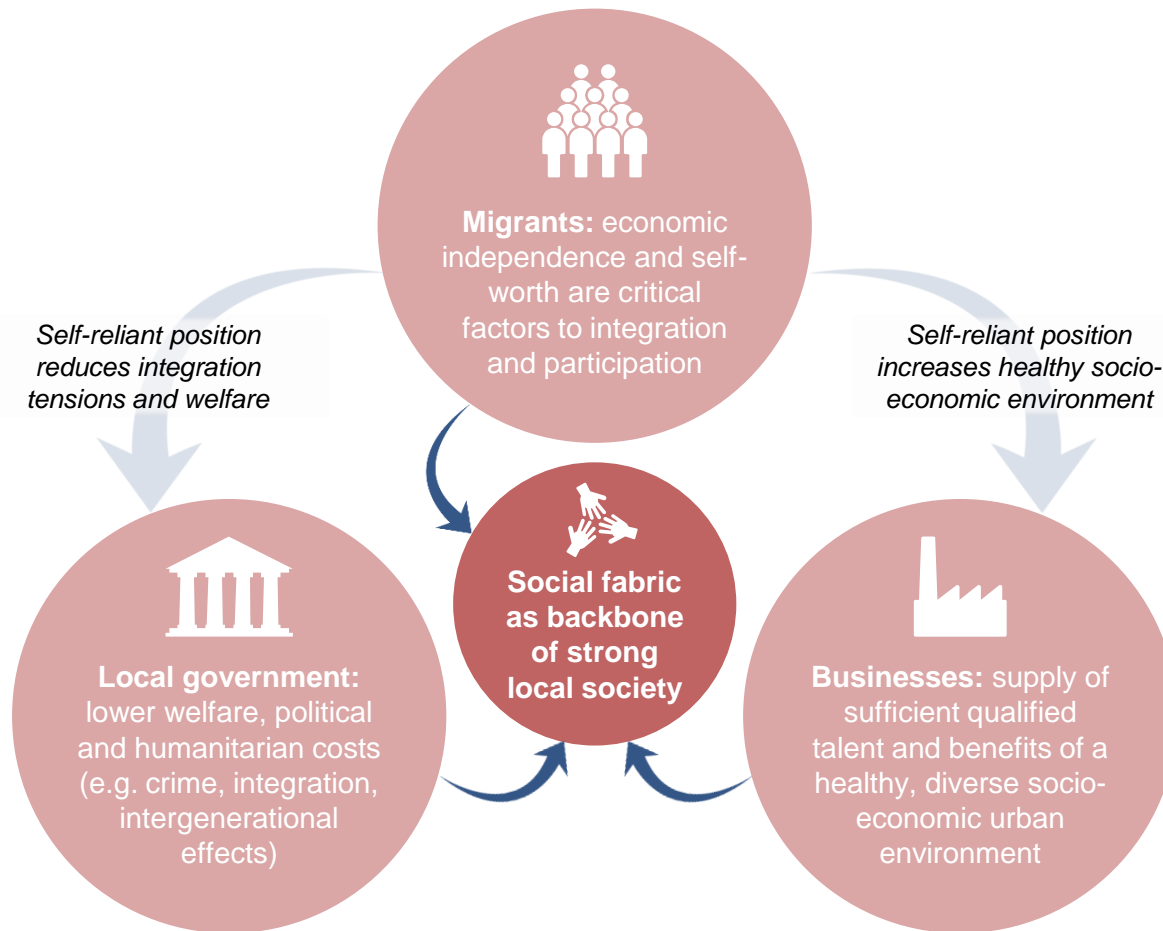 Migrants: economic
independence and self-
worth are critical
factors to integration
and participation
Self-reliant position
reduces integration
tensions and welfare
Self-reliant position
increases healthy socio-
economic environment
Social fabric
as backbone
of strong
local society
Local government:
lower welfare, political
and humanitarian costs
(e.g. crime, integration,
intergenerational
effects)
Businesses: supply of
sufficient qualified
talent and benefits of a
healthy, diverse socio-
economic urban
environment